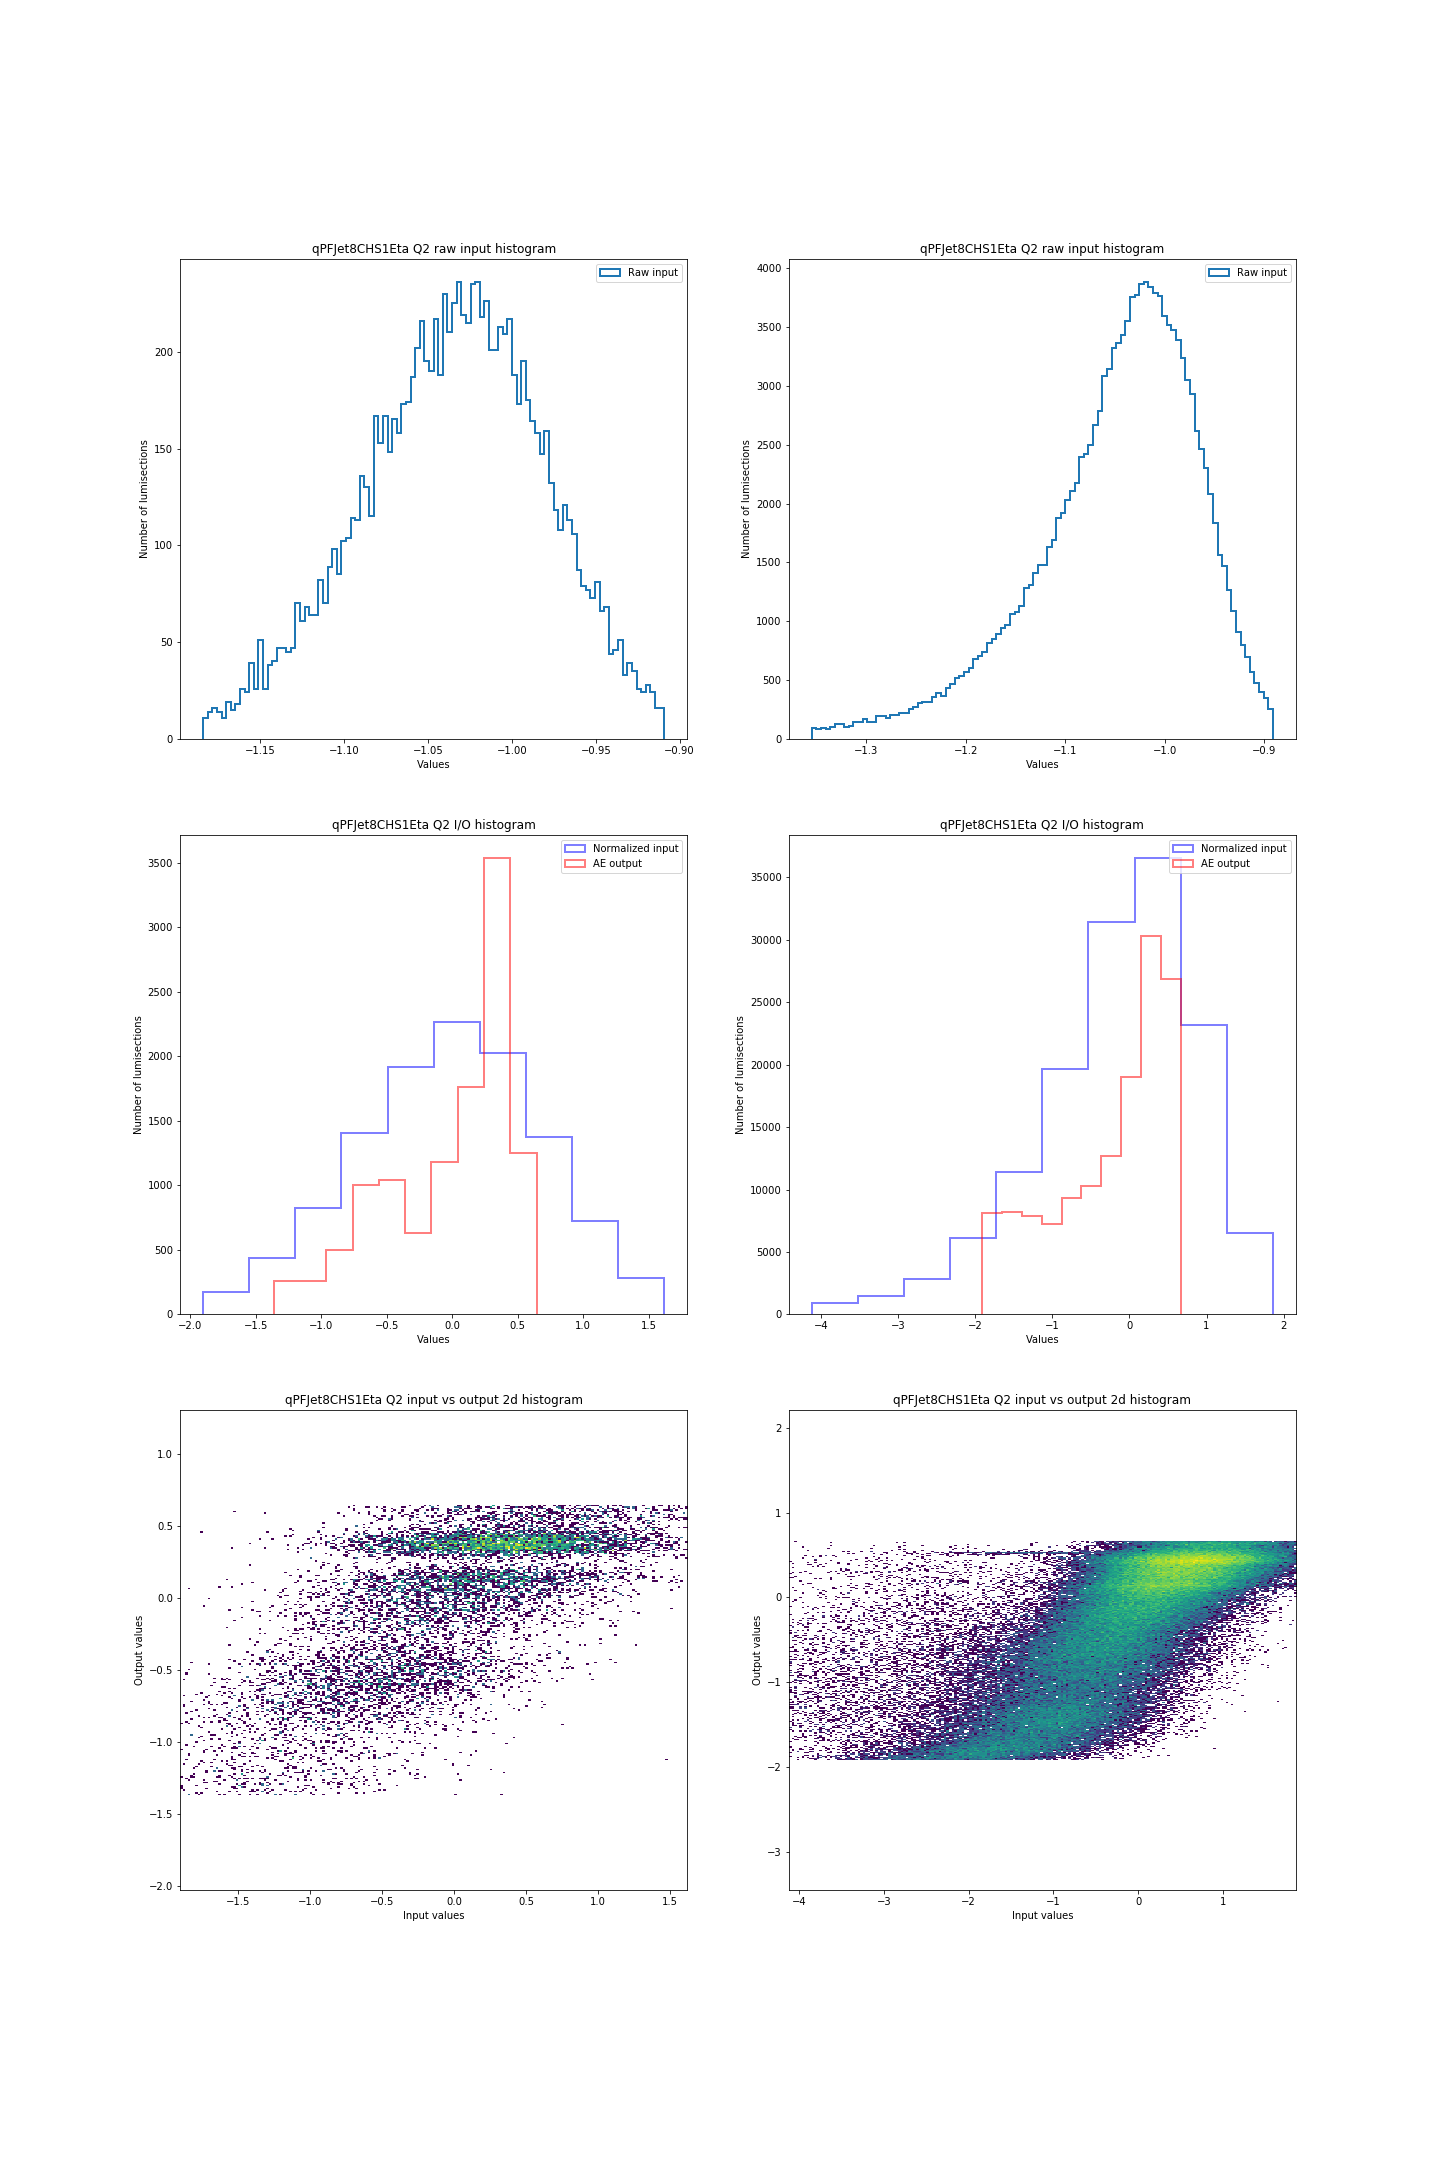 qPFJet8CHS1Eta Q2 raw input histogram
Raw input
Number of lumisections
200
150
100
50
0
−1.15 −1.10 −1.05 −1.00 −0.95 −0.90
Values
qPFJet8CHS1Eta Q2 raw input histogram
Raw input
Number of lumisections
4000
3500
3000
2500
2000
1500
1000
500
0
−1.3 −1.2 −1.1 −1.0 −0.9
Values
qPFJet8CHS1Eta Q2 I/O histogram
Normalized input
AE output
Number of lumisections
3500
3000
2500
2000
1500
1000
500
0
−2.0 −1.5 −1.0 −0.5 0.0 0.5 1.0 1.5
Values
qPFJet8CHS1Eta Q2 I/O histogram
Normalized input
AE output
Number of lumisections
35000
30000
25000
20000
15000
10000
5000
0
−4 −3 −2 −1 0 1 2
Values
qPFJet8CHS1Eta Q2 input vs output 2d histogram
Output values
1.0
0.5
0.0
−0.5
−1.0
−1.5
−2.0
−1.5 −1.0 −0.5 0.0 0.5 1.0 1.5
Input values
qPFJet8CHS1Eta Q2 input vs output 2d histogram
Output values
2
1
0
−1
−2
−3
−4 −3 −2 −1 0 1
Input values